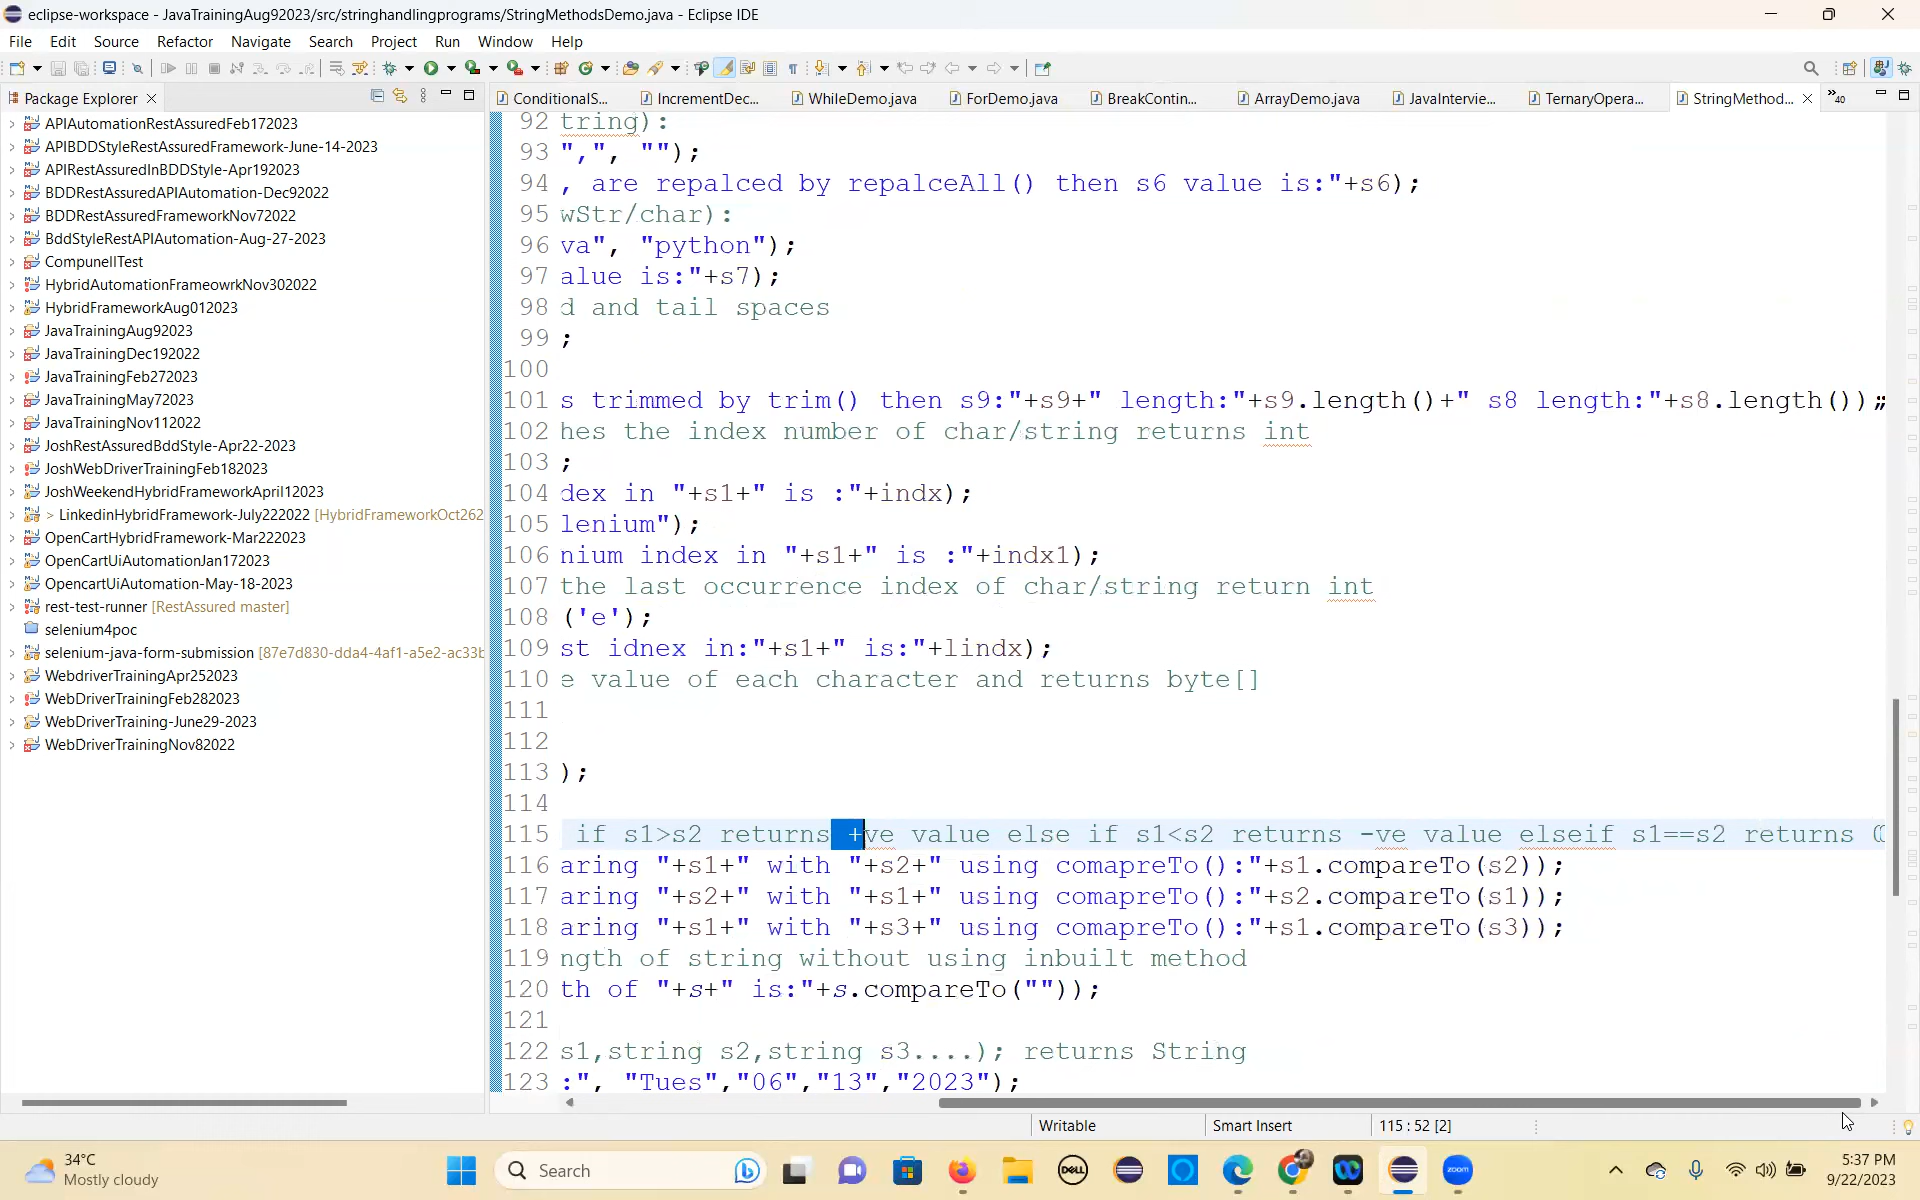 eclipse-workspace - JavaTrainingAug92023/src/stringhandlingprograms/StringMethodsDemo.java - Eclipse IDE
File Edit Source Refactor Navigate Search Project Run Window Help
Package Explorer
ConditionalS... IncrementDec... WhileDemo.java ForDemo.java BreakContin... ArrayDemo.java JavaIntervie... TernaryOpera... StringMethod... »40
APIAutomationRestAssuredFeb172023
APIBDDStyleRestAssuredFramework-June-14-2023
APIRestAssuredInBDDStyle-Apr192023
BDDRestAssuredAPIAutomation-Dec92022
BDDRestAssuredFrameworkNov72022
BddStyleRestAPIAutomation-Aug-27-2023
CompunellTest
HybridAutomationFrameowrkNov302022
HybridFrameworkAug012023
JavaTrainingAug92023
JavaTrainingDec192022
JavaTrainingFeb272023
JavaTrainingMay72023
JavaTrainingNov112022
JoshRestAssuredBddStyle-Apr22-2023
JoshWebDriverTrainingFeb182023
JoshWeekendHybridFrameworkApril12023
> LinkedinHybridFramework-July222022 [HybridFrameworkOct262
OpenCartHybridFramework-Mar222023
OpenCartUiAutomationJan172023
OpencartUiAutomation-May-18-2023
rest-test-runner [RestAssured master]
selenium4poc
selenium-java-form-submission [87e7d830-dda4-4af1-a5e2-ac33b
WebdriverTrainingApr252023
WebDriverTrainingFeb282023
WebDriverTraining-June29-2023
WebDriverTrainingNov82022
92 tring):
93 ",", "");
94 , are repalced by repalceAll() then s6 value is:"+s6);
95 wStr/char):
96 va", "python");
97 alue is:"+s7);
98 d and tail spaces
99 ;
100
101 s trimmed by trim() then s9:"+s9+" length:"+s9.length()+" s8 length:"+s8.length());
102 hes the index number of char/string returns int
103 ;
104 dex in "+s1+" is :"+indx);
105 lenium");
106 nium index in "+s1+" is :"+indx1);
107 the last occurrence index of char/string return int
108 ('e');
109 st idnex in:"+s1+" is:"+lindx);
110 e value of each character and returns byte[]
111
112
113 );
114
115 if s1>s2 returns +ve value else if s1<s2 returns -ve value elseif s1==s2 returns 0
116 aring "+s1+" with "+s2+" using comapreTo():"+s1.compareTo(s2));
117 aring "+s2+" with "+s1+" using comapreTo():"+s2.compareTo(s1));
118 aring "+s1+" with "+s3+" using comapreTo():"+s1.compareTo(s3));
119 ngth of string without using inbuilt method
120 th of "+s+" is:"+s.compareTo(""));
121
122 s1,string s2,string s3....); returns String
123 :", "Tues","06","13","2023");
Writable Smart Insert 115 : 52 [2]
34°C
Mostly cloudy
Search
DELL
zoom
5:37 PM
9/22/2023